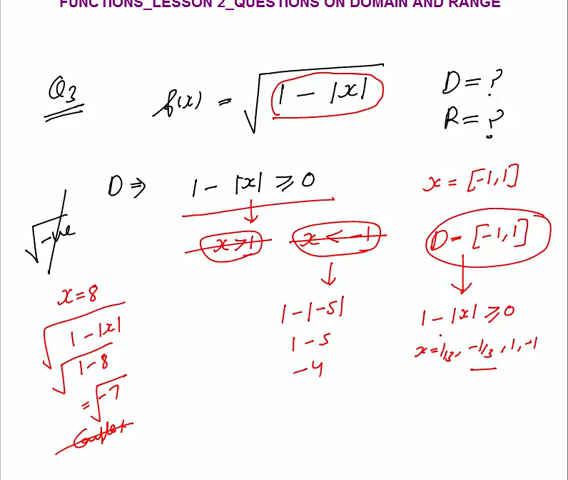 FUNCTIONS_LESSON 2_QUESTIONS ON DOMAIN AND RANGE
Q3 f(x) = √1 - |x| D = ?
R = ?
D ⇒ 1 - |x| ≥ 0 x = [-1, 1]
√-ve x > 1 x < -1 D = [-1, 1]
x = 8
√1 - |x| 1 - |-5| 1 - |x| ≥ 0
√1 - 8 1 - 5 x = 1/3, -1/3, 1, -1
= √-7 -4